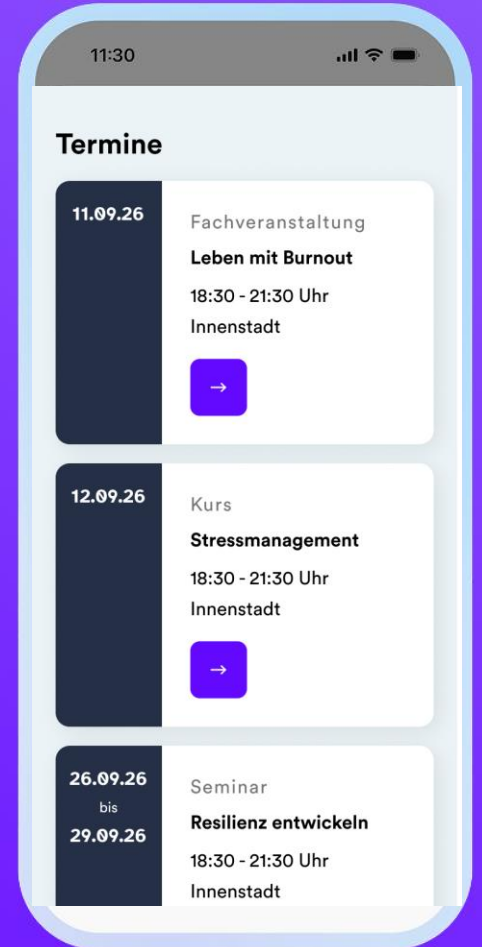 11:30
Termine
11.09.26
Fachveranstaltung
Leben mit Burnout
18:30 - 21:30 Uhr
Innenstadt
→
12.09.26
Kurs
Stressmanagement
18:30 - 21:30 Uhr
Innenstadt
→
26.09.26
bis
29.09.26
Seminar
Resilienz entwickeln
18:30 - 21:30 Uhr
Innenstadt